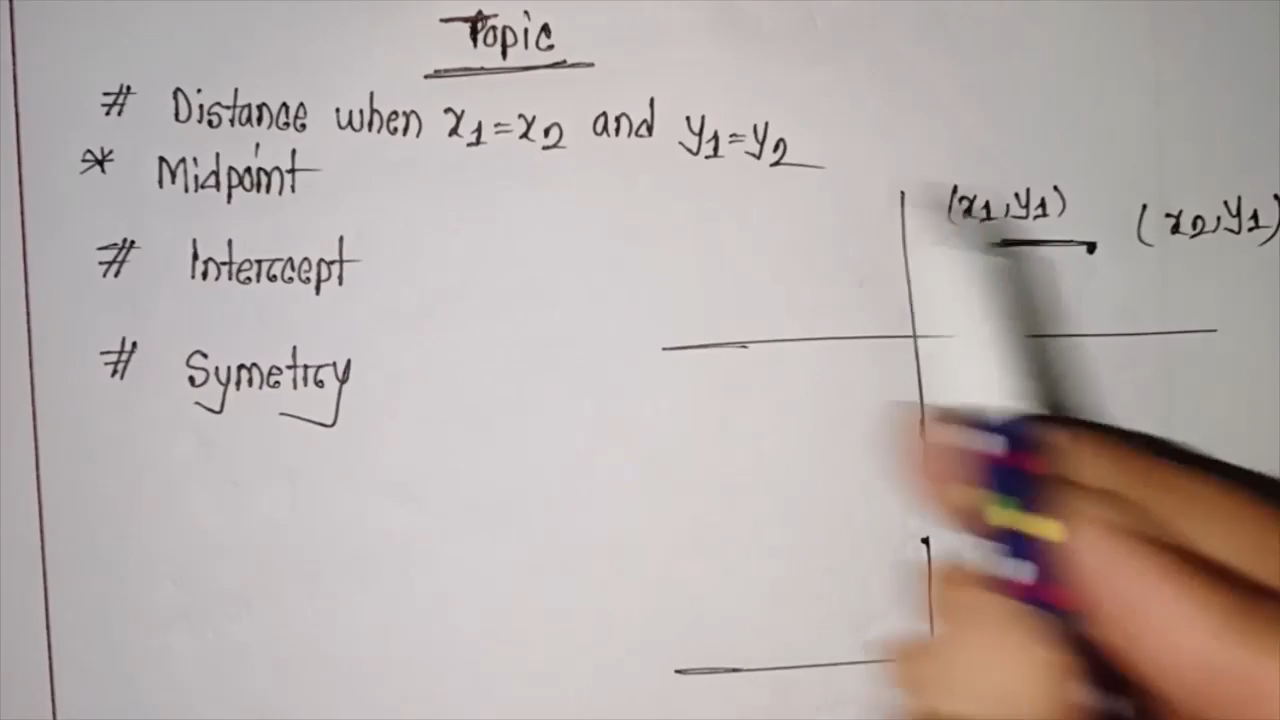 Topic
# Distance when x1=x2 and y1=y2
* Midpoint
# Intercept
# Symetry
(x1,y1) (x2,y1)